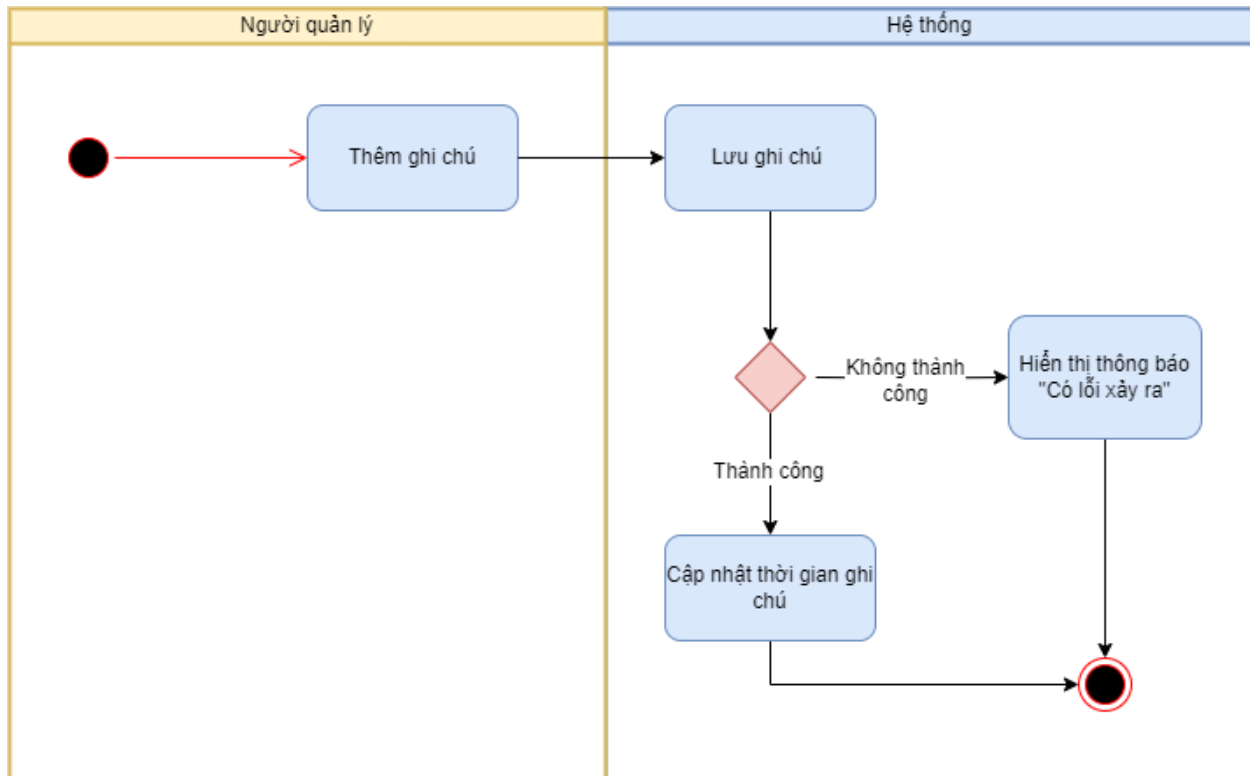 Người quản lý
Hệ thống
Thêm ghi chú
Lưu ghi chú
Không thành
công
Hiển thị thông báo
"Có lỗi xảy ra"
Thành công
Cập nhật thời gian ghi
chú